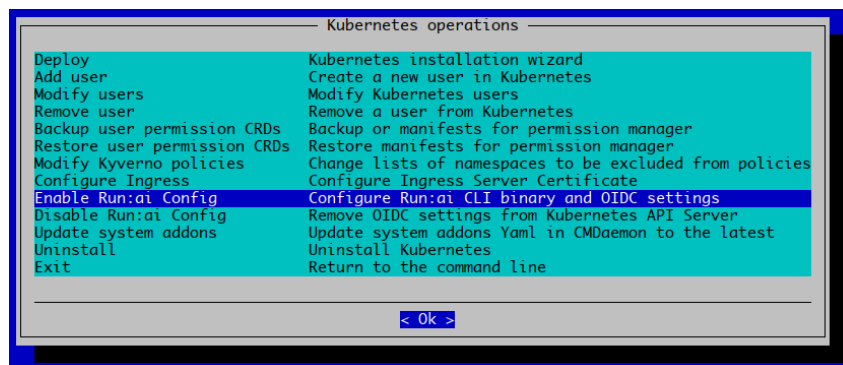 Kubernetes operations
Deploy Kubernetes installation wizard
Add user Create a new user in Kubernetes
Modify users Modify Kubernetes users
Remove user Remove a user from Kubernetes
Backup user permission CRDs Backup or manifests for permission manager
Restore user permission CRDs Restore manifests for permission manager
Modify Kyverno policies Change lists of namespaces to be excluded from policies
Configure Ingress Configure Ingress Server Certificate
Enable Run:ai Config Configure Run:ai CLI binary and OIDC settings
Disable Run:ai Config Remove OIDC settings from Kubernetes API Server
Update system addons Update system addons Yaml in CMDaemon to the latest
Uninstall Uninstall Kubernetes
Exit Return to the command line
< Ok >